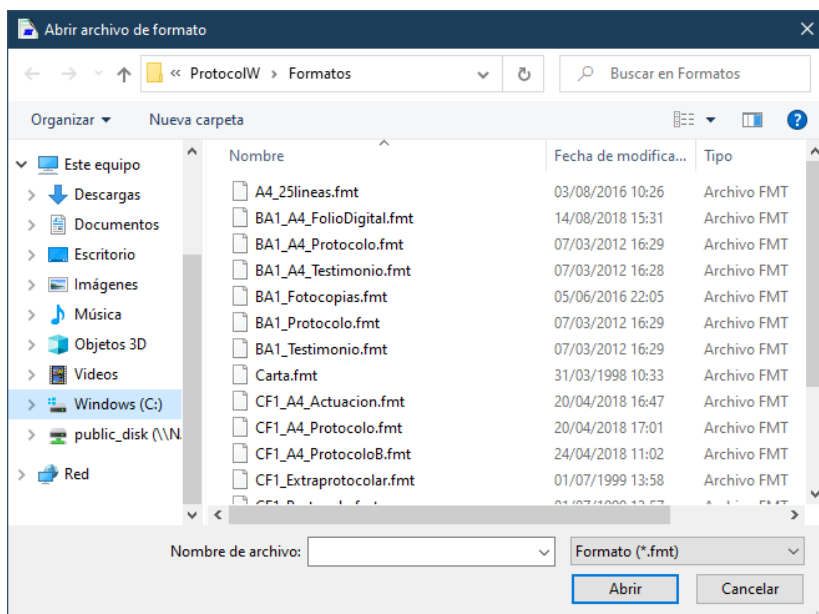 Abrir archivo de formato
« ProtocolW > Formatos
Buscar en Formatos
Organizar
Nueva carpeta
Este equipo
Descargas
Documentos
Escritorio
Imágenes
Música
Objetos 3D
Videos
Windows (C:)
public_disk (\\N.
Red
Nombre Fecha de modifica... Tipo
A4_25lineas.fmt 03/08/2016 10:26 Archivo FMT
BA1_A4_FolioDigital.fmt 14/08/2018 15:31 Archivo FMT
BA1_A4_Protocolo.fmt 07/03/2012 16:29 Archivo FMT
BA1_A4_Testimonio.fmt 07/03/2012 16:28 Archivo FMT
BA1_Fotocopias.fmt 05/06/2016 22:05 Archivo FMT
BA1_Protocolo.fmt 07/03/2012 16:29 Archivo FMT
BA1_Testimonio.fmt 07/03/2012 16:29 Archivo FMT
Carta.fmt 31/03/1998 10:33 Archivo FMT
CF1_A4_Actuacion.fmt 20/04/2018 16:47 Archivo FMT
CF1_A4_Protocolo.fmt 20/04/2018 17:01 Archivo FMT
CF1_A4_ProtocoloB.fmt 24/04/2018 11:02 Archivo FMT
CF1_Extraprotocolar.fmt 01/07/1999 13:58 Archivo FMT
Nombre de archivo:
Formato (*.fmt)
Abrir
Cancelar